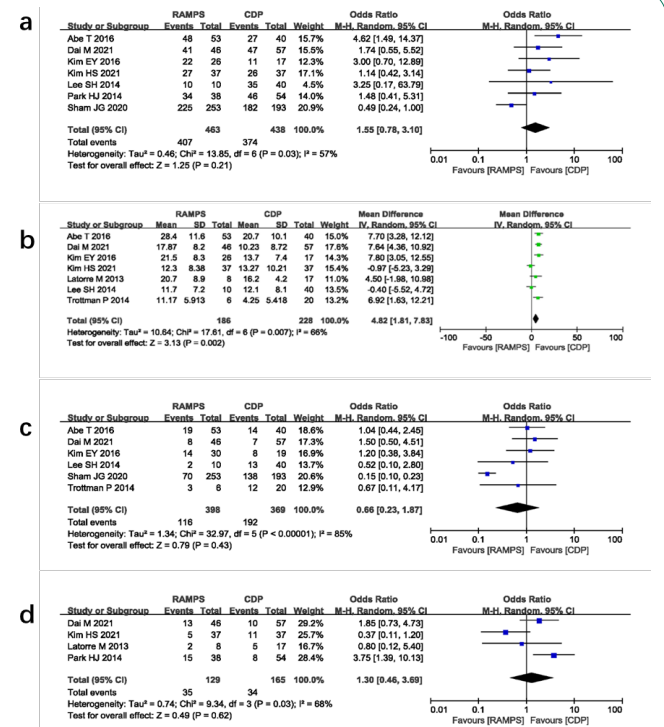 a
RAMPS CDP Odds Ratio Odds Ratio
Study or Subgroup Events Total Events Total Weight M-H. Random. 95% CI M-H. Random. 95% CI
Abe T 2016 48 53 27 40 15.7% 4.62 [1.49, 14.37]
Dai M 2021 41 46 47 57 15.5% 1.74 [0.55, 5.52]
Kim EY 2016 22 26 11 17 12.7% 3.00 [0.70, 12.89]
Kim HS 2021 27 37 26 37 17.1% 1.14 [0.42, 3.14]
Lee SH 2014 10 10 35 40 4.1% 3.25 [0.17, 63.79]
Park HJ 2014 34 38 46 54 14.0% 1.48 [0.41, 5.31]
Sham JG 2020 225 253 182 193 20.9% 0.49 [0.24, 1.00]
Total (95% CI) 463 438 100.0% 1.55 [0.78, 3.10]
Total events 407 374
Heterogeneity: Tau² = 0.46; Chi² = 13.85, df = 6 (P = 0.03); I² = 57%
Test for overall effect: Z = 1.25 (P = 0.21)
0.01 0.1 1 10 100
Favours [RAMPS] Favours [CDP]
b
RAMPS CDP Mean Difference Mean Difference
Study or Subgroup Mean SD Total Mean SD Total Weight IV. Random. 95% CI IV. Random. 95% CI
Abe T 2016 28.4 11.6 53 20.7 10.1 40 15.0% 7.70 [3.28, 12.12]
Dai M 2021 17.87 8.2 46 10.23 8.72 57 17.5% 7.64 [4.36, 10.92]
Kim EY 2016 21.5 8.3 26 13.7 7.4 17 14.2% 7.80 [3.05, 12.55]
Kim HS 2021 12.3 8.38 37 13.27 10.21 37 15.4% -0.97 [-5.23, 3.29]
Latorre M 2013 20.7 8.9 8 16.2 4.2 17 11.2% 4.50 [-1.98, 10.98]
Lee SH 2014 11.7 7.2 10 12.1 8.1 40 13.5% -0.40 [-5.52, 4.72]
Trottman P 2014 11.17 5.913 6 4.25 5.418 20 13.2% 6.92 [1.63, 12.21]
Total (95% CI) 186 228 100.0% 4.82 [1.81, 7.83]
Heterogeneity: Tau² = 10.64; Chi² = 17.61, df = 6 (P = 0.007); I² = 66%
Test for overall effect: Z = 3.13 (P = 0.002)
-100 -50 0 50 100
Favours [RAMPS] Favours [CDP]
c
RAMPS CDP Odds Ratio Odds Ratio
Study or Subgroup Events Total Events Total Weight M-H. Random. 95% CI M-H. Random. 95% CI
Abe T 2016 19 53 14 40 18.6% 1.04 [0.44, 2.45]
Dai M 2021 8 46 7 57 17.3% 1.50 [0.50, 4.51]
Kim EY 2016 14 30 8 19 16.9% 1.20 [0.38, 3.84]
Lee SH 2014 2 10 13 40 13.7% 0.52 [0.10, 2.80]
Sham JG 2020 70 253 138 193 20.6% 0.15 [0.10, 0.23]
Trottman P 2014 3 6 12 20 12.9% 0.67 [0.11, 4.17]
Total (95% CI) 398 369 100.0% 0.66 [0.23, 1.87]
Total events 116 192
Heterogeneity: Tau² = 1.34; Chi² = 32.97, df = 5 (P < 0.00001); I² = 85%
Test for overall effect: Z = 0.79 (P = 0.43)
0.01 0.1 1 10 100
Favours [RAMPS] Favours [CDP]
d
RAMPS CDP Odds Ratio Odds Ratio
Study or Subgroup Events Total Events Total Weight M-H. Random. 95% CI M-H. Random. 95% CI
Dai M 2021 13 46 10 57 29.2% 1.85 [0.73, 4.73]
Kim HS 2021 5 37 11 37 25.7% 0.37 [0.11, 1.20]
Latorre M 2013 2 8 5 17 16.7% 0.80 [0.12, 5.40]
Park HJ 2014 15 38 8 54 28.4% 3.75 [1.39, 10.13]
Total (95% CI) 129 165 100.0% 1.30 [0.46, 3.69]
Total events 35 34
Heterogeneity: Tau² = 0.74; Chi² = 9.34, df = 3 (P = 0.03); I² = 68%
Test for overall effect: Z = 0.49 (P = 0.62)
0.01 0.1 1 10 100
Favours [RAMPS] Favours [CDP]